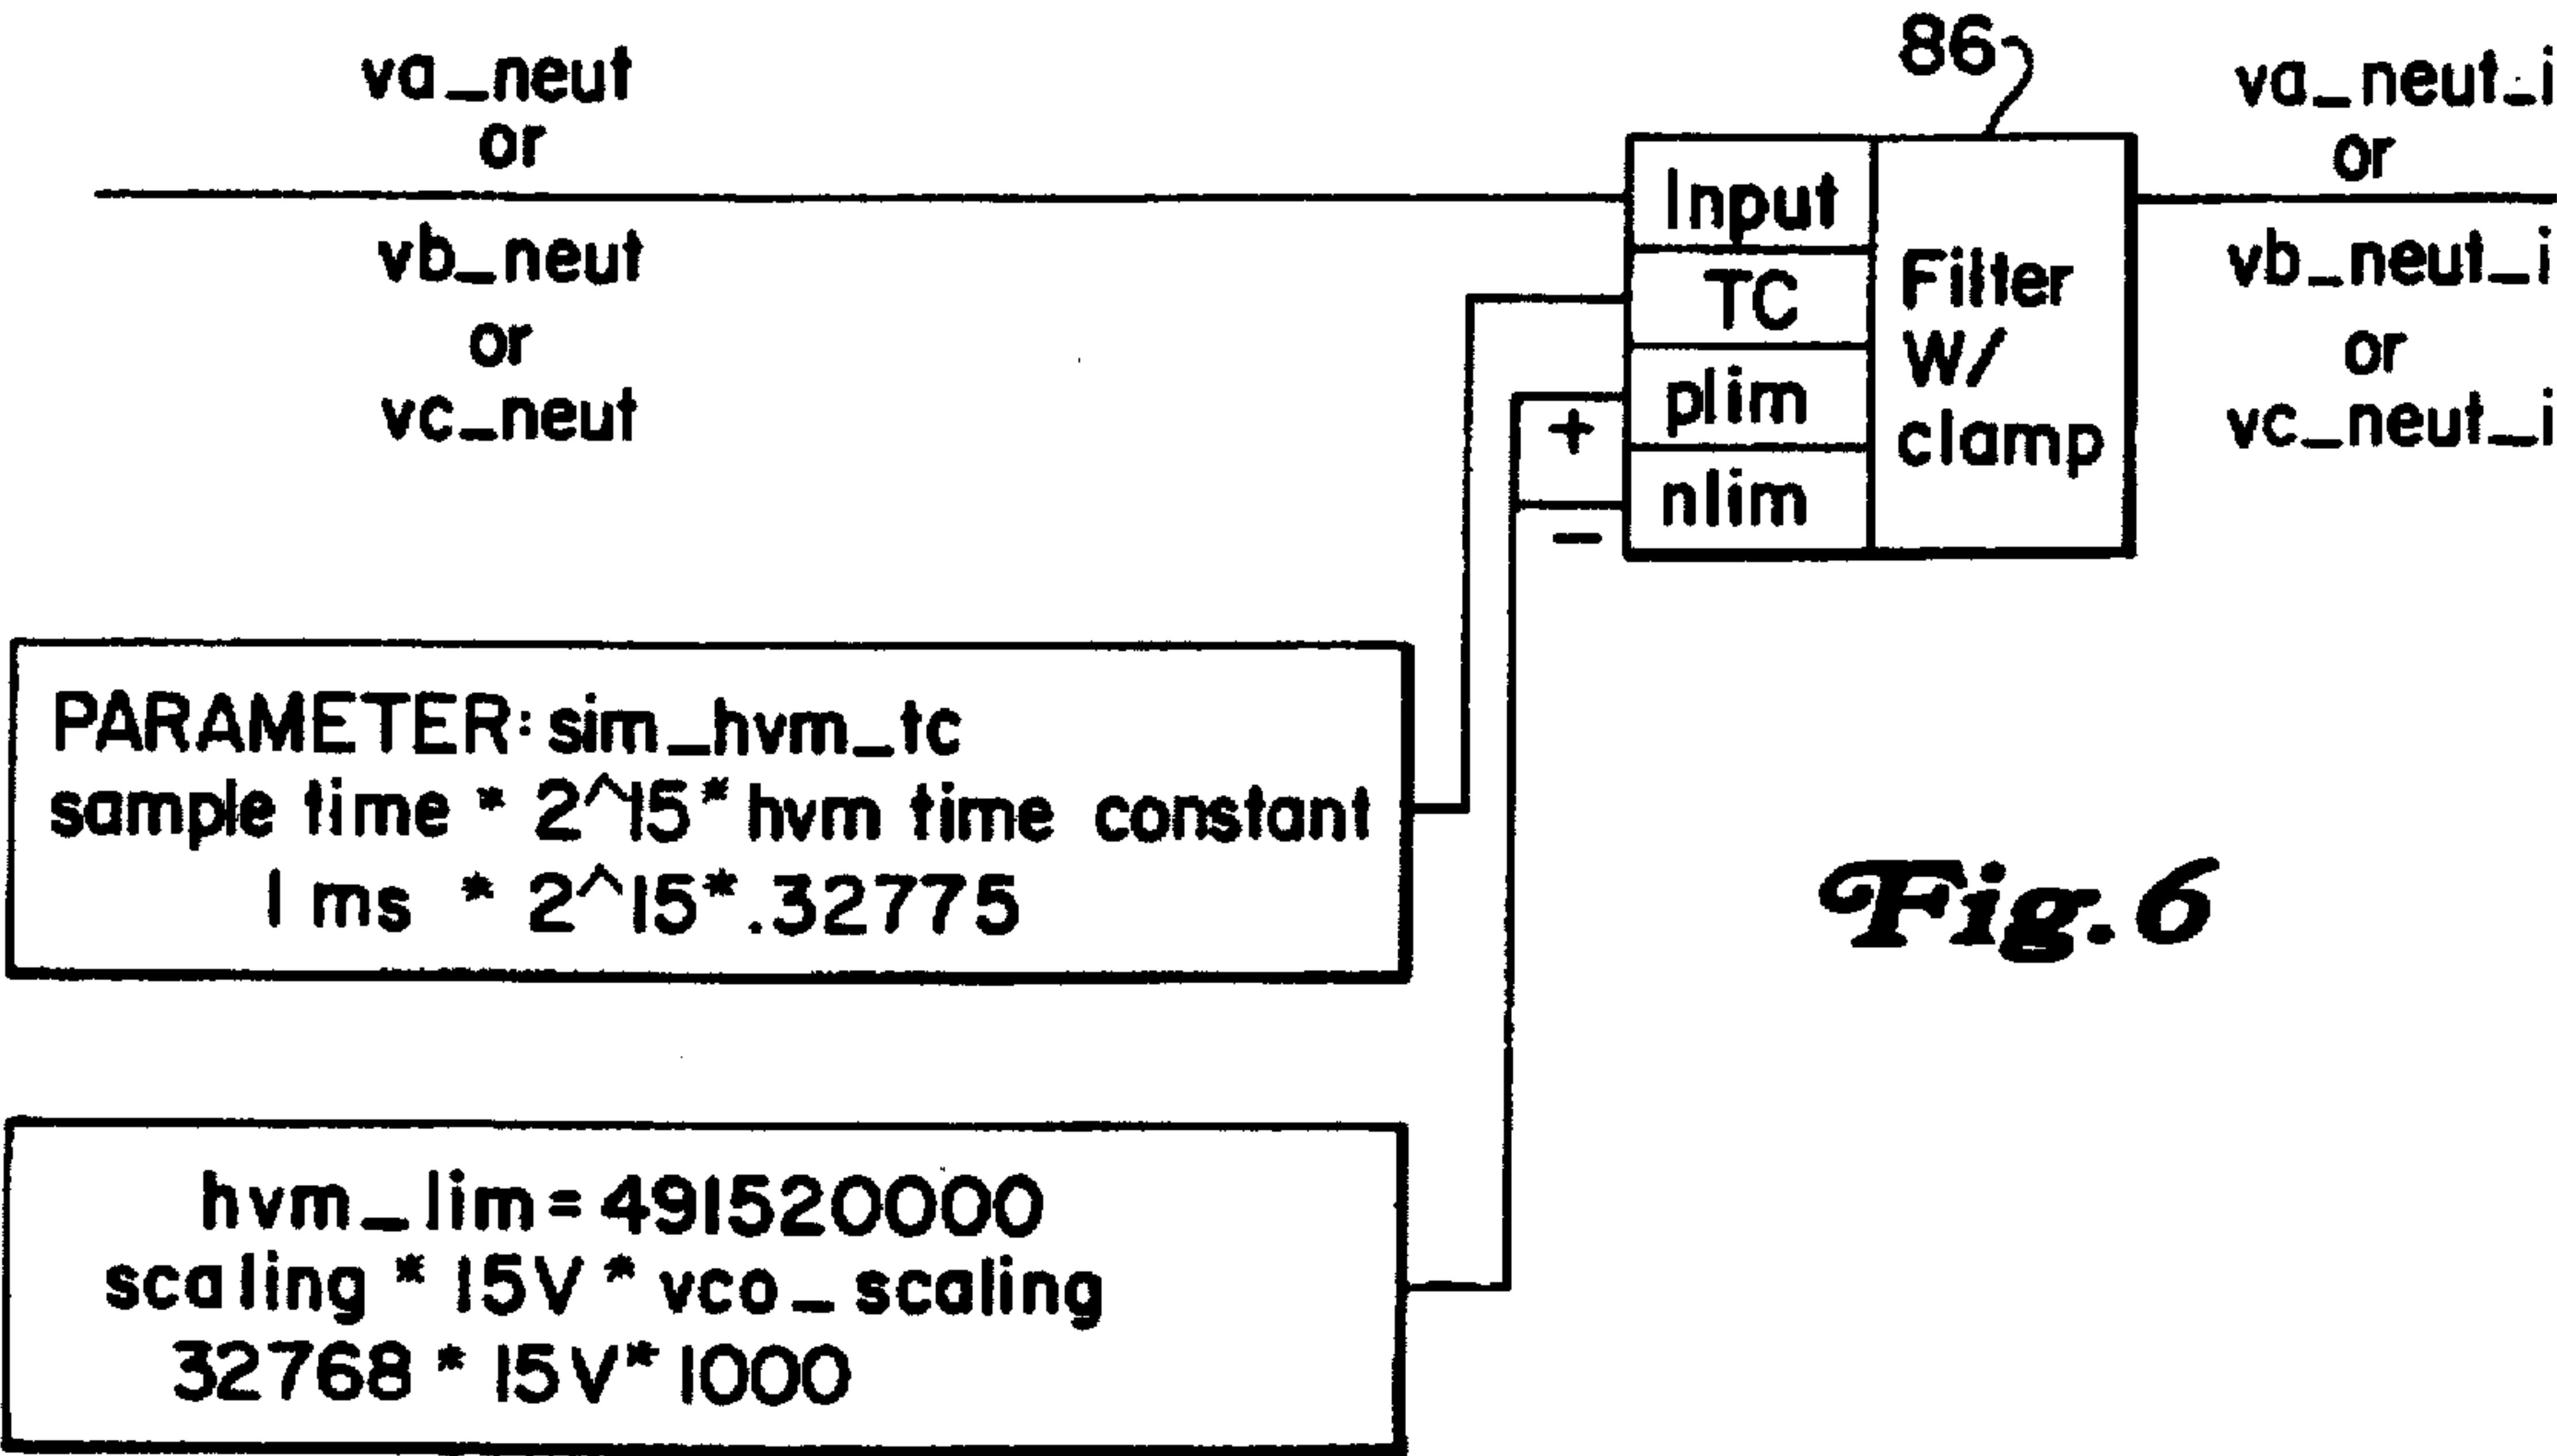 va_neut
or
vb_neut
or
vc_neut
86
Input
TC
plim
nlim
+
-
Filter
W/
clamp
va_neut_i
or
vb_neut_i
or
vc_neut_i
PARAMETER: sim_hvm_tc
sample time * 2^15* hvm time constant
1 ms * 2^15*.32775
hvm_lim=491520000
scaling * 15V * vco_scaling
32768 * 15V* 1000
Fig. 6